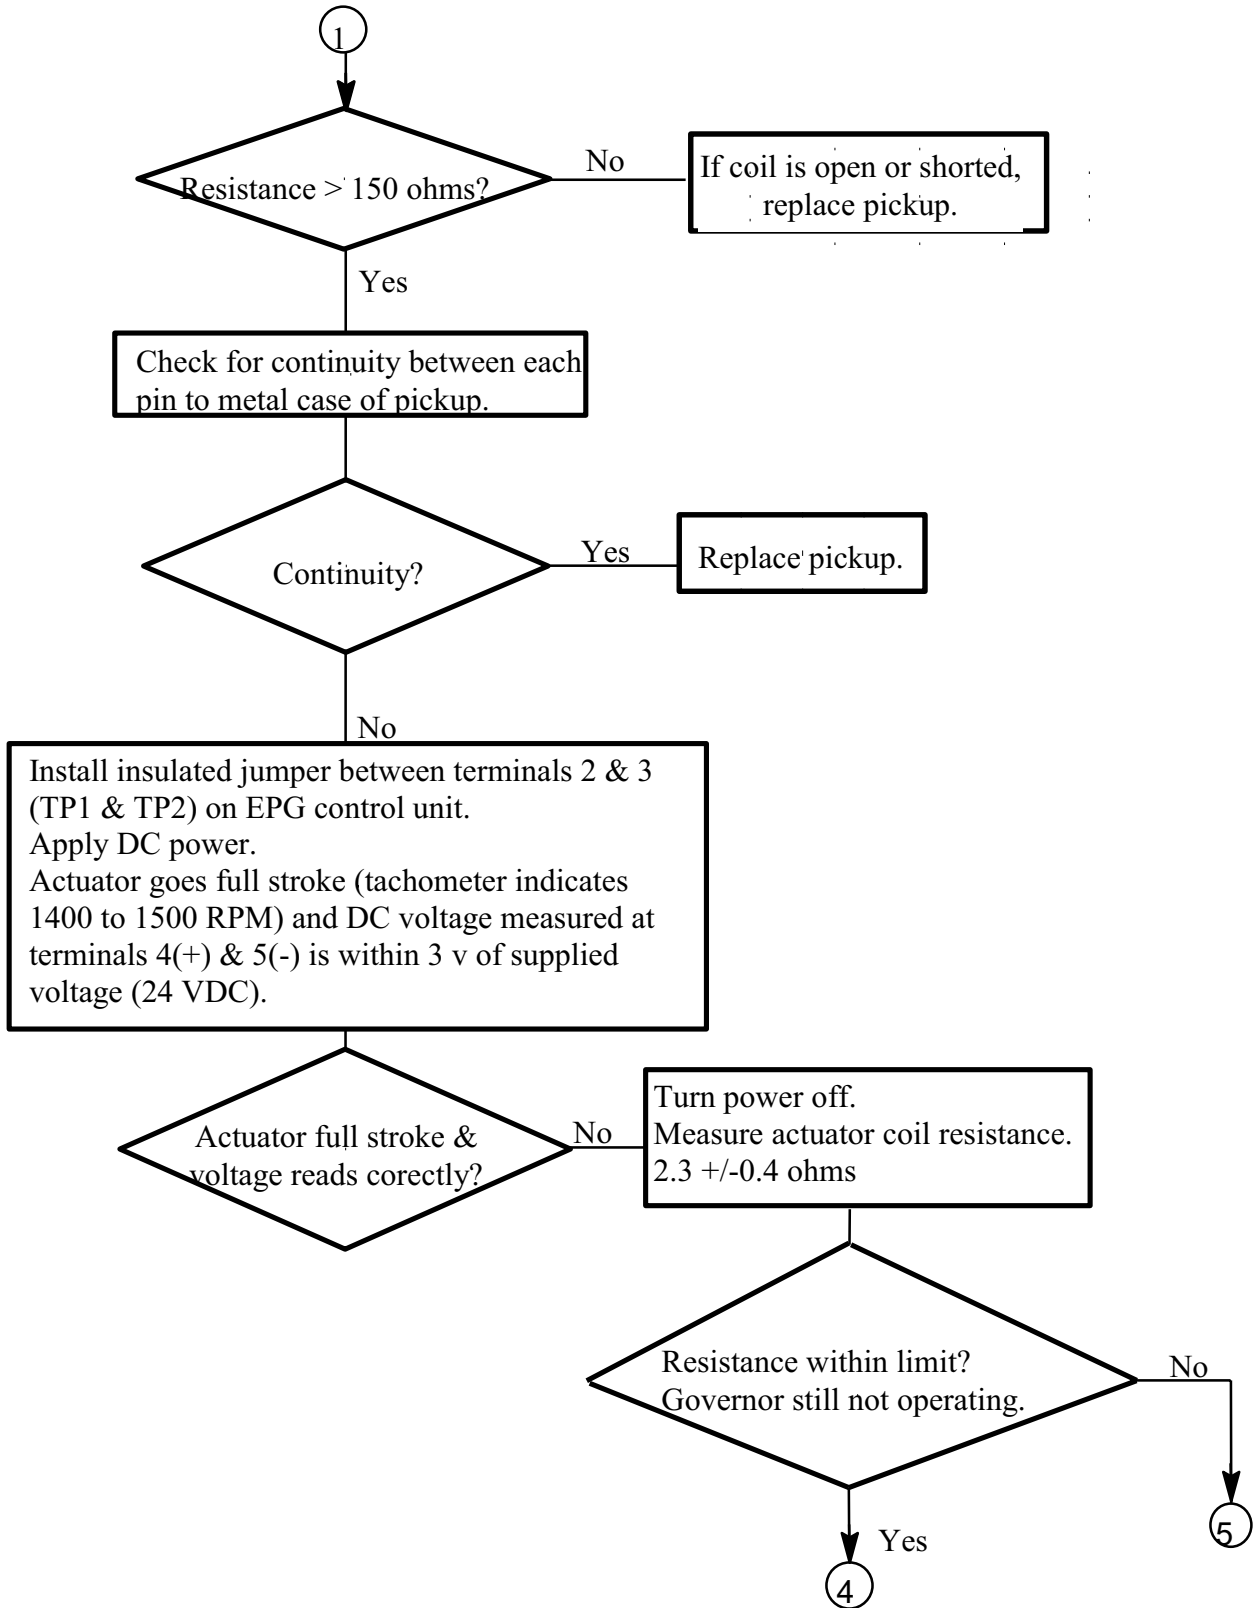 1
Resistance > 150 ohms?
No
If coil is open or shorted,
replace pickup.
Yes
Check for continuity between each
pin to metal case of pickup.
Continuity?
Yes
Replace pickup.
No
Install insulated jumper between terminals 2 & 3
(TP1 & TP2) on EPG control unit.
Apply DC power.
Actuator goes full stroke (tachometer indicates
1400 to 1500 RPM) and DC voltage measured at
terminals 4(+) & 5(-) is within 3 v of supplied
voltage (24 VDC).
Actuator full stroke &
voltage reads corectly?
No
Turn power off.
Measure actuator coil resistance.
2.3 +/-0.4 ohms
Resistance within limit?
Governor still not operating.
No
5
Yes
4